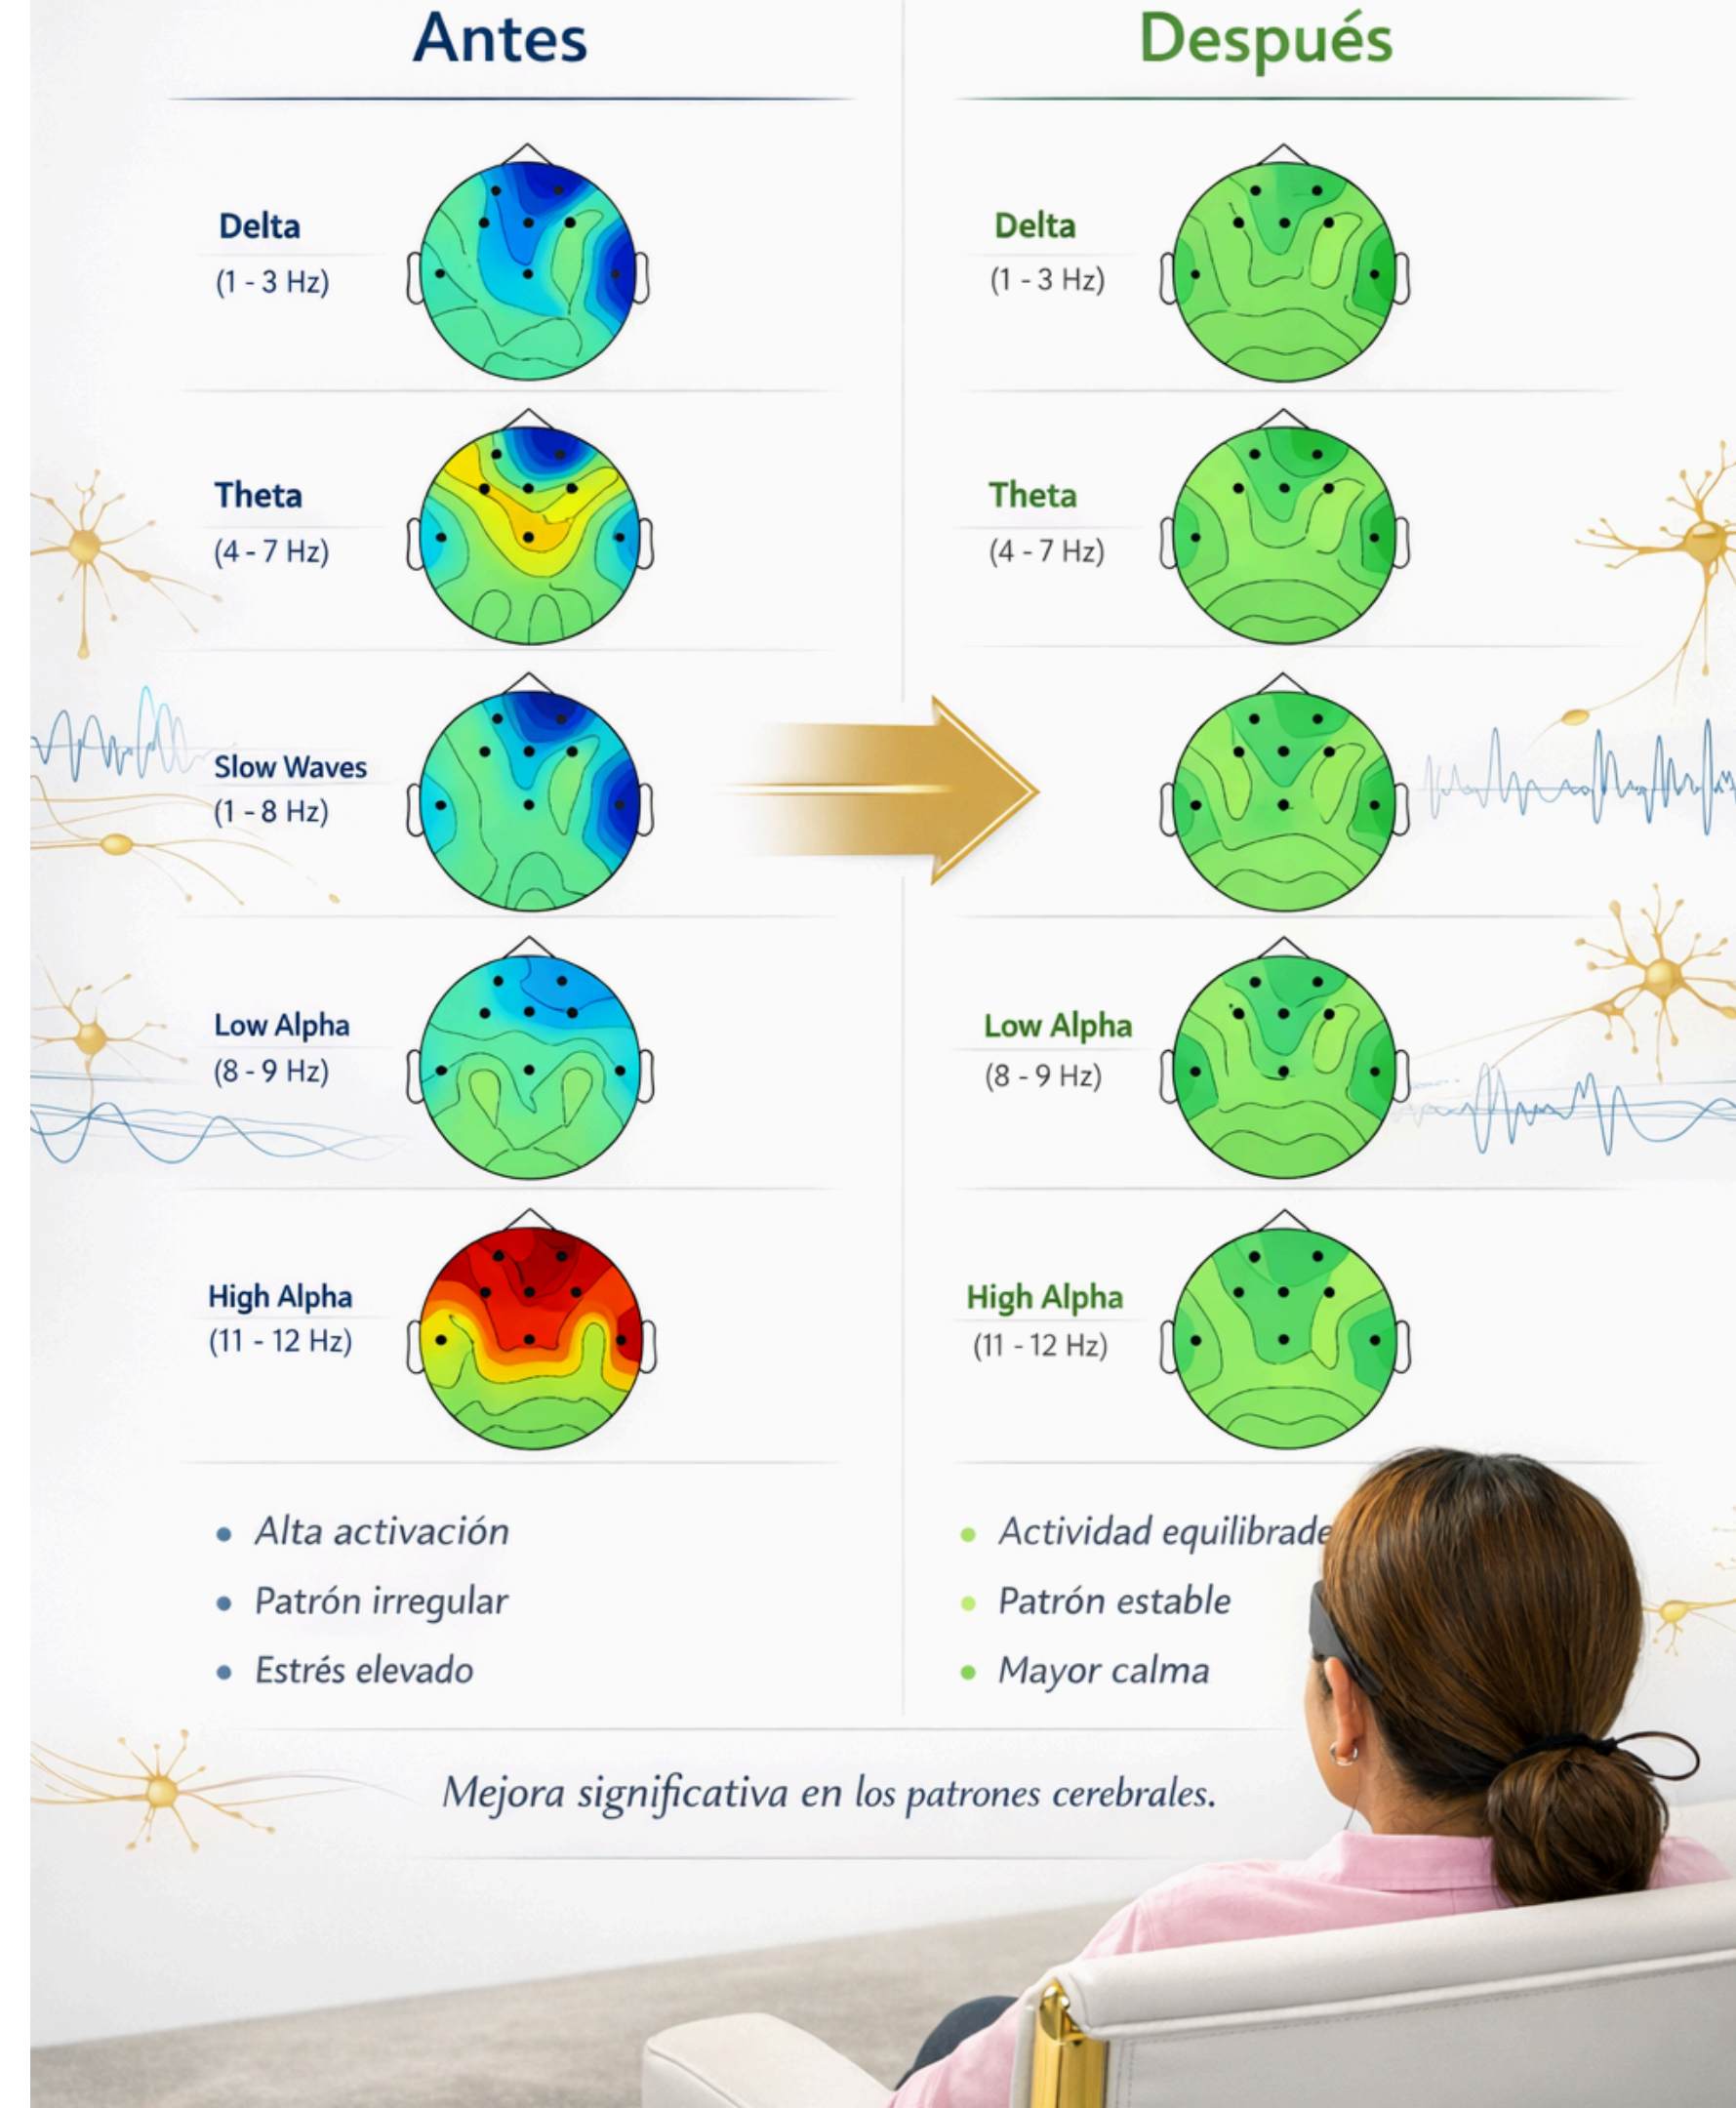 Antes
Después
Delta
(1 - 3 Hz)
Delta
(1 - 3 Hz)
Theta
(4 - 7 Hz)
Theta
(4 - 7 Hz)
Slow Waves
(1 - 8 Hz)
Low Alpha
(8 - 9 Hz)
Low Alpha
(8 - 9 Hz)
High Alpha
(11 - 12 Hz)
High Alpha
(11 - 12 Hz)
• Alta activación
• Patrón irregular
• Estrés elevado
• Actividad equilibrade
• Patrón estable
• Mayor calma
Mejora significativa en los patrones cerebrales.